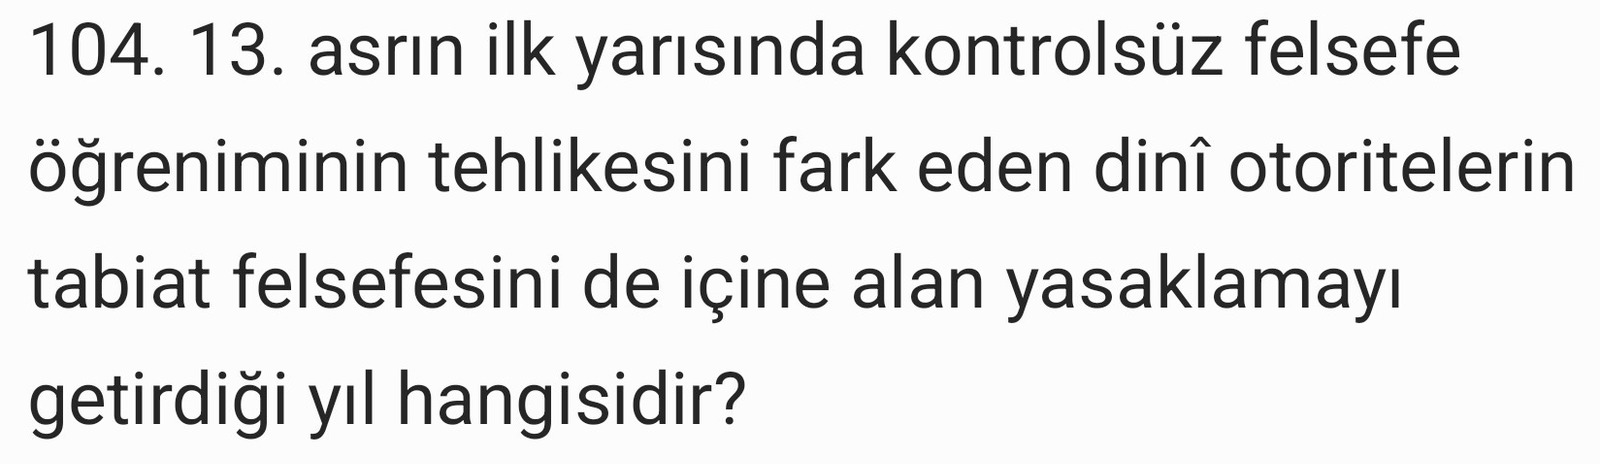 104. 13. asrın ilk yarısında kontrolsüz felsefe
öğreniminin tehlikesini fark eden dinî otoritelerin
tabiat felsefesini de içine alan yasaklamayı
getirdiği yıl hangisidir?